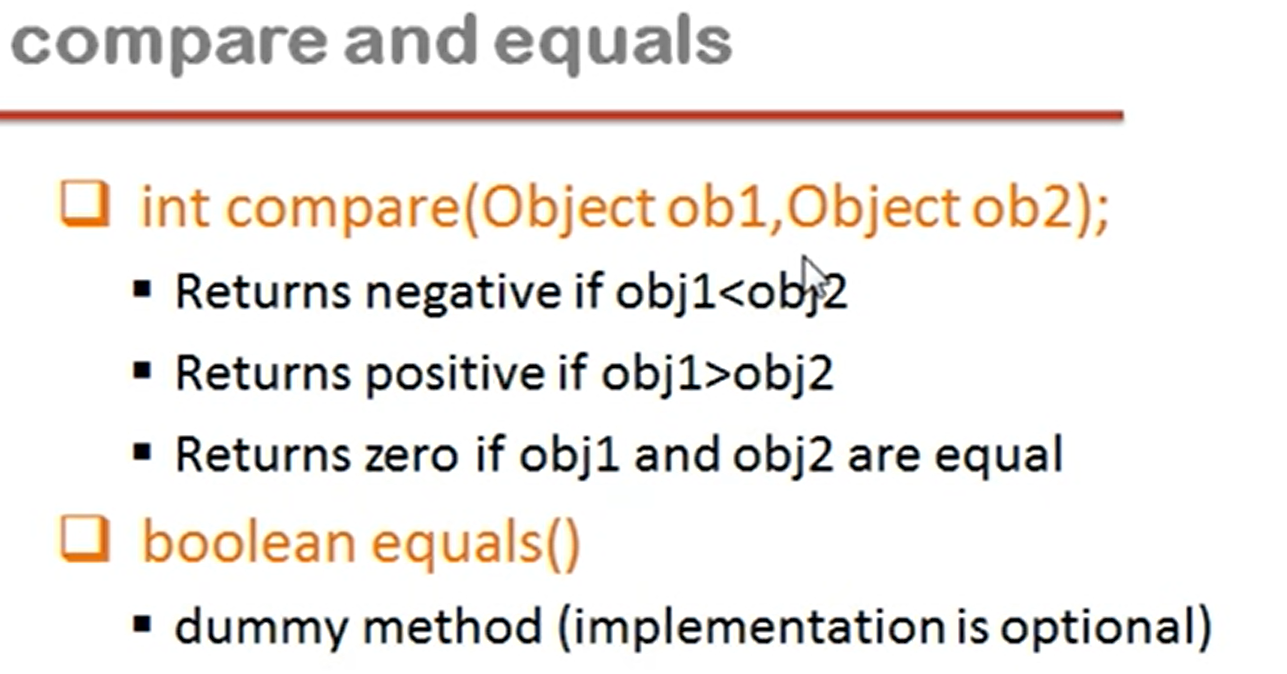 compare and equals
int compare(Object ob1,Object ob2);
Returns negative if obj1<obj2
Returns positive if obj1>obj2
Returns zero if obj1 and obj2 are equal
boolean equals()
dummy method (implementation is optional)